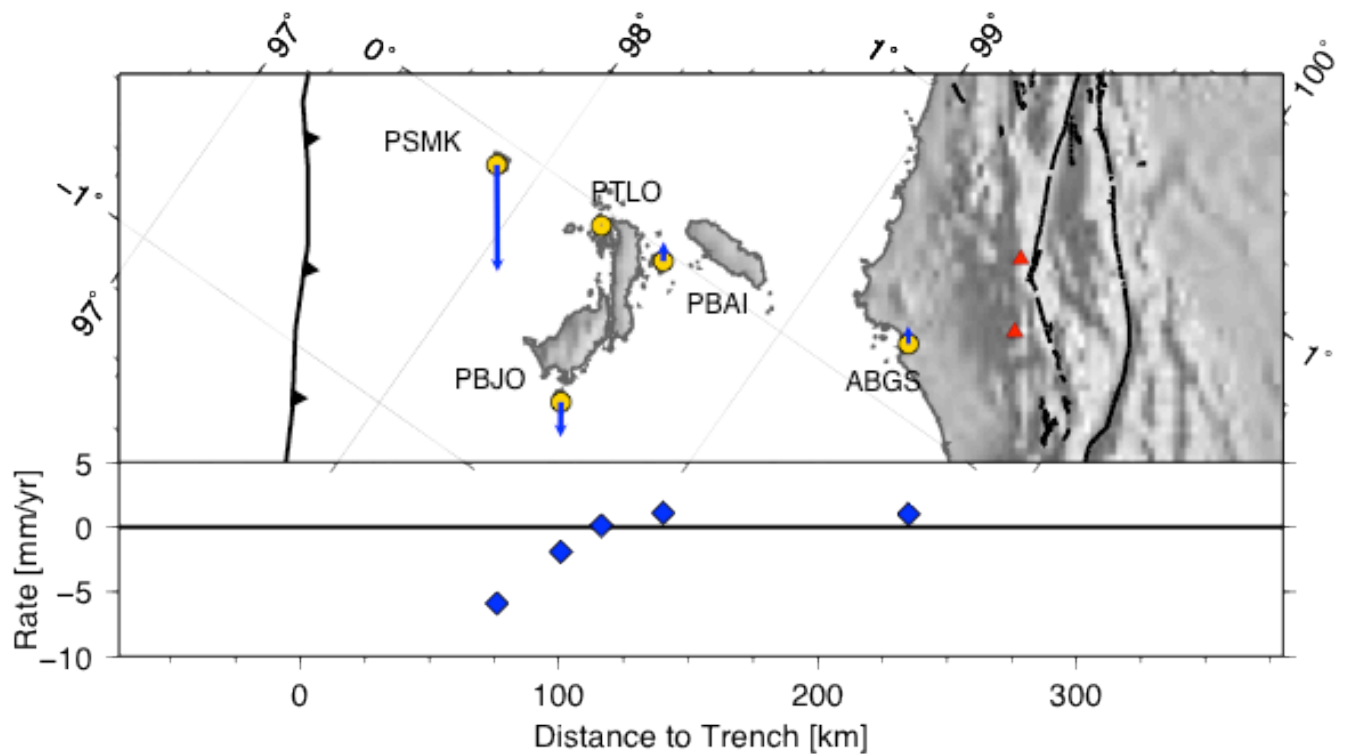 97°
0°
98°
1°
99°
100°
PSMK
PTLO
−1°
PBAI
97°
1°
PBJO
ABGS
5
0
−5
−10
Rate [mm/yr]
0
100
200
300
Distance to Trench [km]